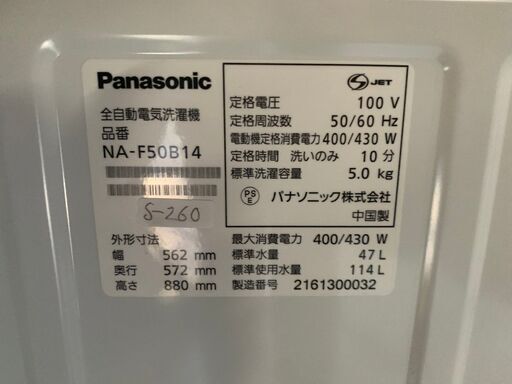 Panasonic
全自動電気洗濯機
品番
NA-F50B14
S-260
外形寸法
幅 562 mm
奥行 572 mm
高さ 880 mm
S JET
定格電圧 100 V
定格周波数 50/60 Hz
電動機定格消費電力 400/430 W
定格時間 洗いのみ 10 分
標準洗濯容量 5.0 kg
PS E パナソニック株式会社
中国製
最大消費電力 400/430 W
標準水量 47 L
標準使用水量 114 L
製造番号 2161300032